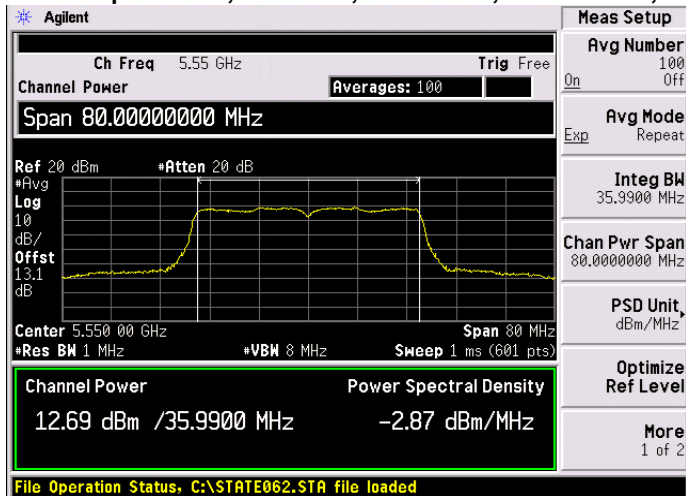 Agilent
Meas Setup
Ch Freq 5.55 GHz Trig Free
Channel Power Averages: 100
Span 80.00000000 MHz
Ref 20 dBm #Atten 20 dB
#Avg
Log
10
dB/
Offst
13.1
dB
Center 5.550 00 GHz Span 80 MHz
#Res BW 1 MHz #VBW 8 MHz Sweep 1 ms (601 pts)
Channel Power Power Spectral Density
12.69 dBm /35.9900 MHz -2.87 dBm/MHz
File Operation Status, C:\STATE062.STA file loaded
Avg Number
100
On Off
Avg Mode
Exp Repeat
Integ BW
35.9900 MHz
Chan Pwr Span
80.0000000 MHz
PSD Unit
dBm/MHz
Optimize
Ref Level
More
1 of 2